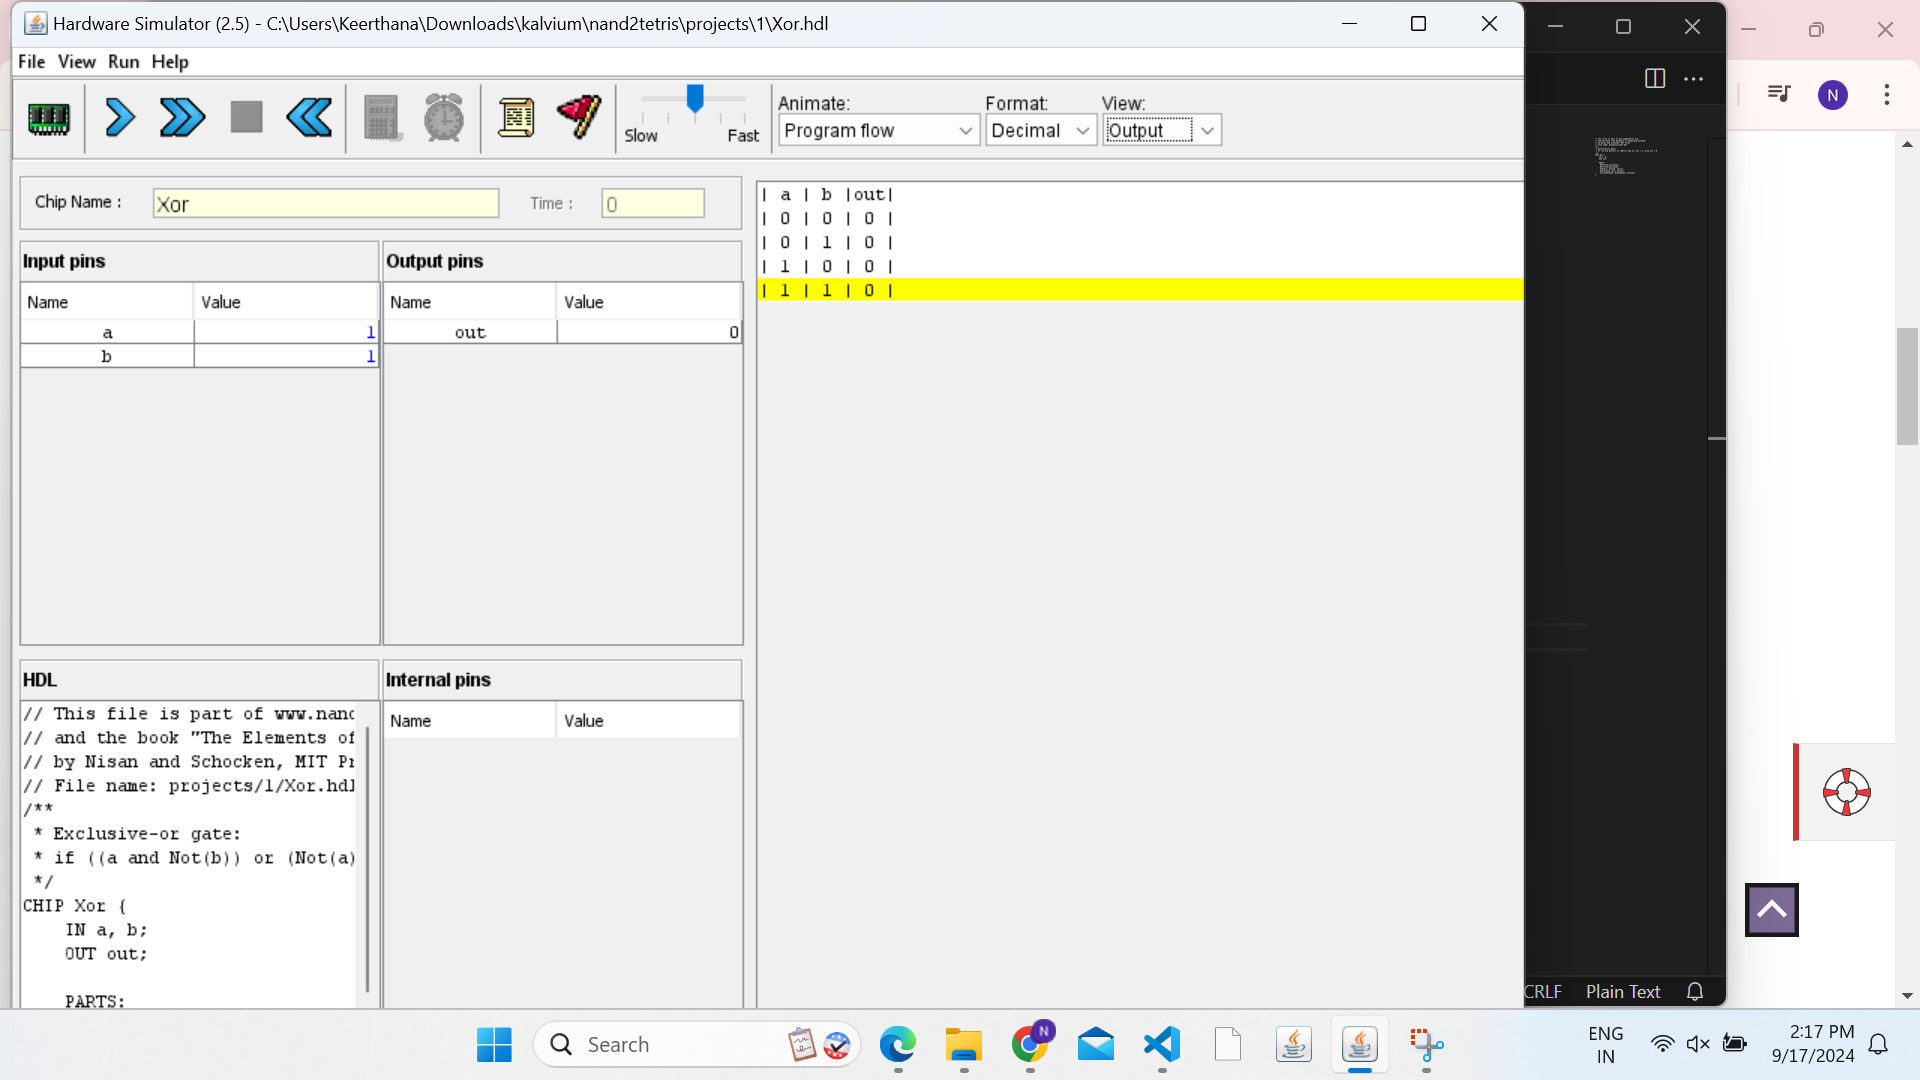 Hardware Simulator (2.5) - C:\Users\Keerthana\Downloads\kalvium\nand2tetris\projects\1\Xor.hdl
File View Run Help
Slow Fast
Animate: Format: View:
Program flow Decimal Output
Chip Name : Xor Time : 0
Input pins
Name Value
a 1
b 1
Output pins
Name Value
out 0
| a | b |out|
| 0 | 0 | 0 |
| 0 | 1 | 0 |
| 1 | 0 | 0 |
| 1 | 1 | 0 |
HDL
// This file is part of www.nand
// and the book "The Elements of
// by Nisan and Schocken, MIT Pr
// File name: projects/1/Xor.hdl
/**
* Exclusive-or gate:
* if ((a and Not(b)) or (Not(a)
*/
CHIP Xor {
IN a, b;
OUT out;
PARTS:
Internal pins
Name Value
N
CRLF Plain Text
Search
N
ENG
IN
2:17 PM
9/17/2024